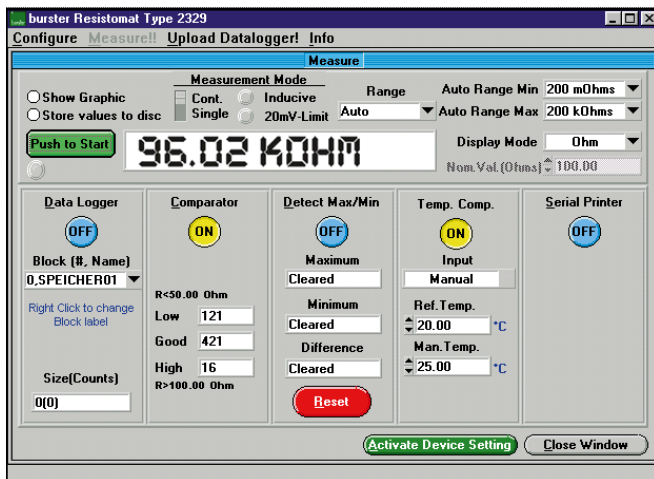 burster Resistomat Type 2329
Configure Measure!! Upload Datalogger! Info
Measure
Measurement Mode
Show Graphic
Store values to disc
Cont.
Single
Inducive
20mV-Limit
Range
Auto
Auto Range Min 200 mOhms
Auto Range Max 200 kOhms
Push to Start
96.02 KOHM
Display Mode Ohm
Nom.Val.(Ohms) 100.00
Data Logger
OFF
Block (#, Name)
0,SPEICHER01
Right Click to change
Block label
Size(Counts)
0(0)
Comparator
ON
R<50.00 Ohm
Low 121
Good 421
High 16
R>100.00 Ohm
Detect Max/Min
OFF
Maximum
Cleared
Minimum
Cleared
Difference
Cleared
Reset
Temp. Comp.
ON
Input
Manual
Ref.Temp.
20.00 °C
Man.Temp.
25.00 °C
Serial Printer
OFF
Activate Device Setting
Close Window